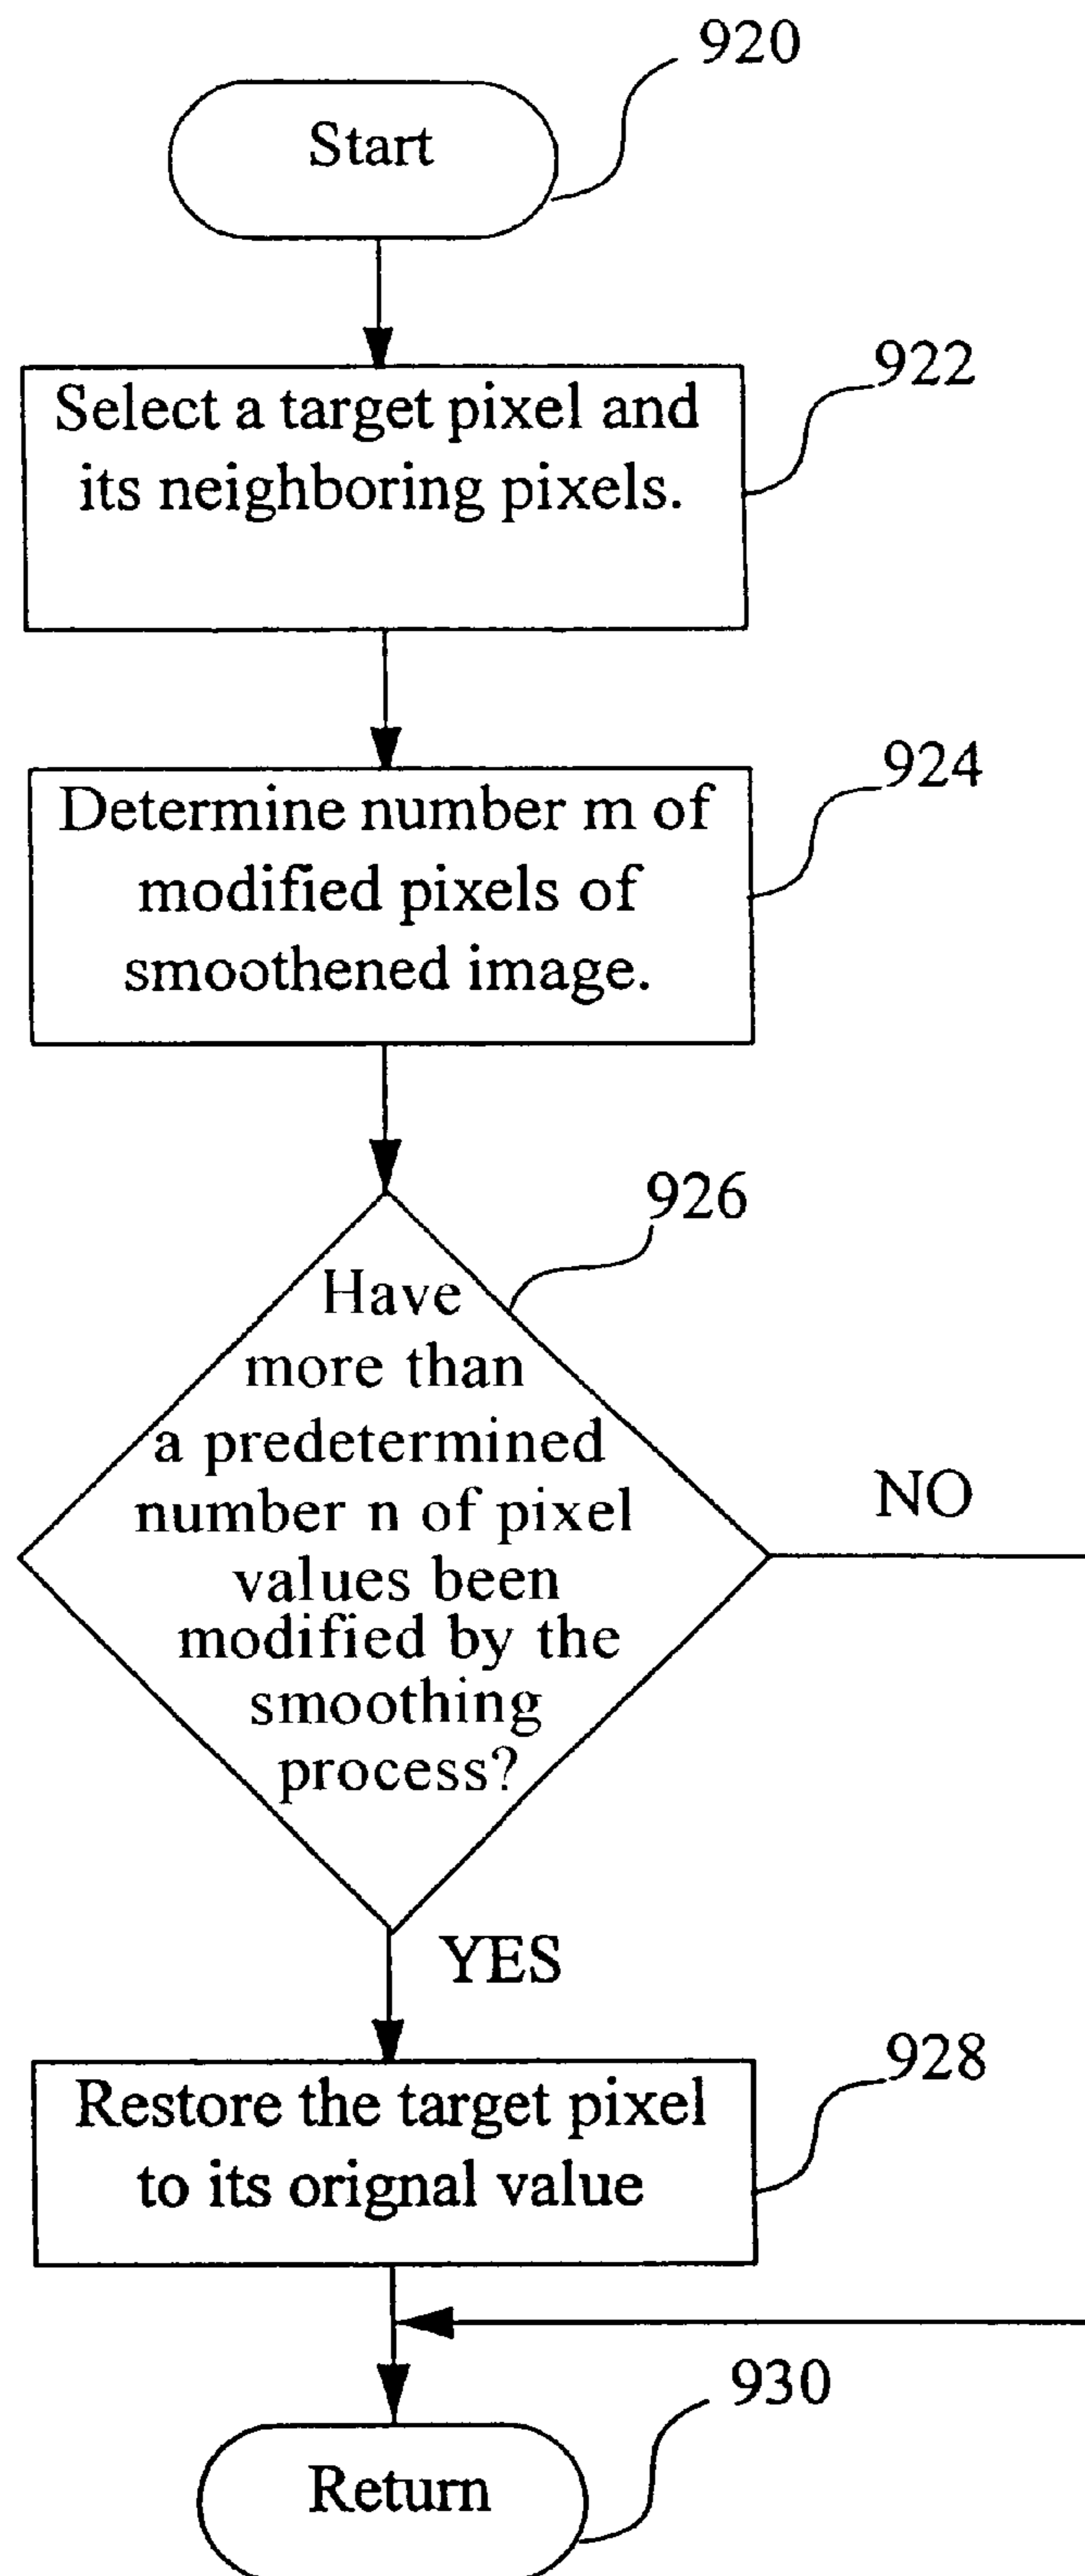 920
Start
922
Select a target pixel and
its neighboring pixels.
924
Determine number m of
modified pixels of
smoothened image.
926
Have
more than
a predetermined
number n of pixel
values been
modified by the
smoothing
process?
NO
YES
928
Restore the target pixel
to its orignal value
930
Return